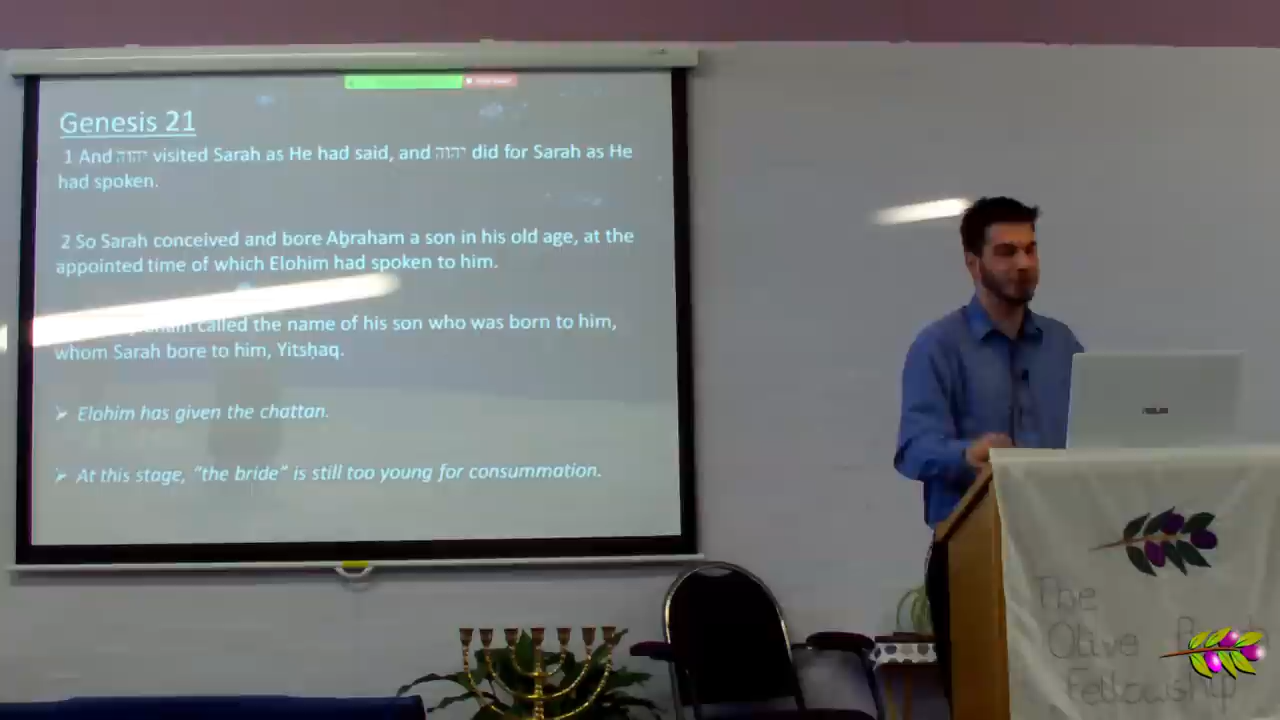 Genesis 21
1 And יהוה visited Sarah as He had said, and יהוה did for Sarah as He
had spoken.
2 So Sarah conceived and bore Aḇraham a son in his old age, at the
appointed time of which Elohim had spoken to him.
called the name of his son who was born to him,
whom Sarah bore to him, Yitsḥaq.
➢ Elohim has given the chattan.
➢ At this stage, “the bride” is still too young for consummation.
ASUS
The
Olive
Fellowship